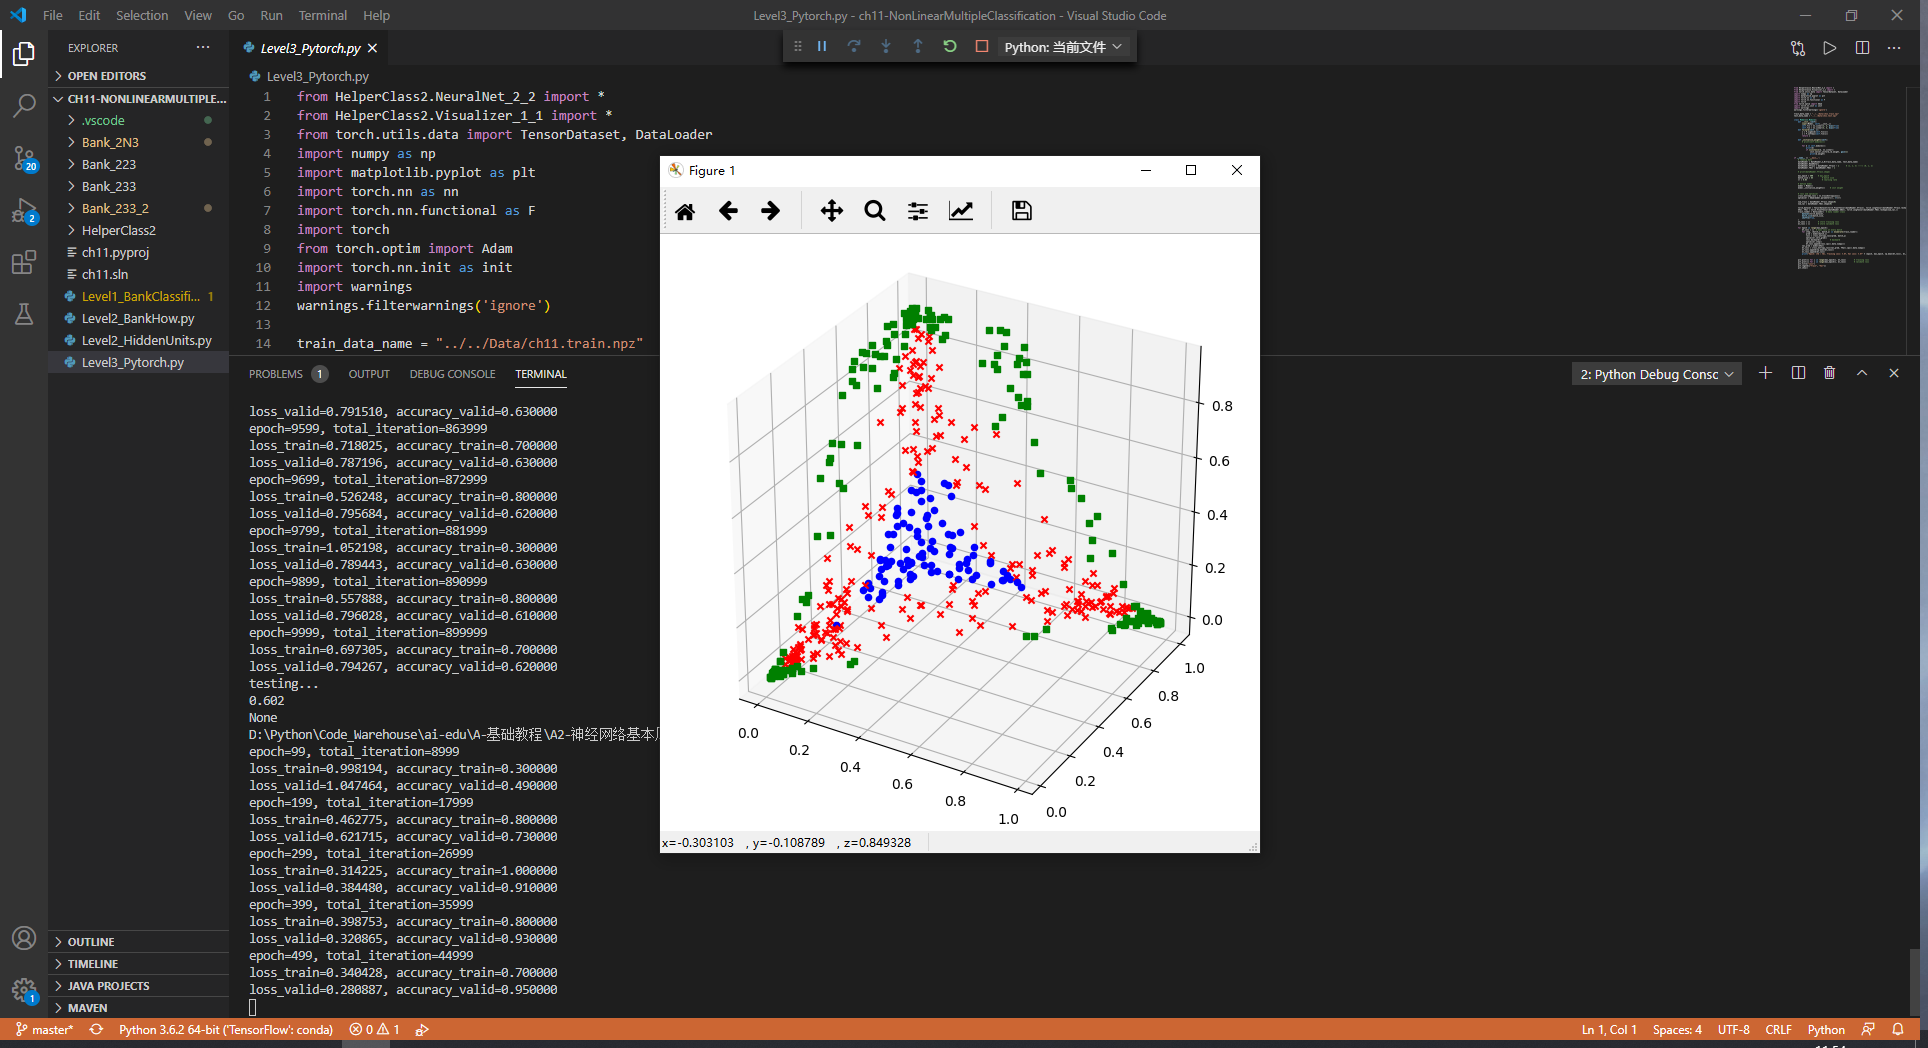 File Edit Selection View Go Run Terminal Help
Level3_Pytorch.py - ch11-NonLinearMultipleClassification - Visual Studio Code
EXPLORER
OPEN EDITORS
CH11-NONLINEARMULTIPLE...
.vscode
Bank_2N3
Bank_223
Bank_233
Bank_233_2
HelperClass2
ch11.pyproj
ch11.sln
Level1_BankClassifi... 1
Level2_BankHow.py
Level2_HiddenUnits.py
Level3_Pytorch.py
OUTLINE
TIMELINE
JAVA PROJECTS
MAVEN
20
2
1
Level3_Pytorch.py
Python: 当前文件
Level3_Pytorch.py
1 from HelperClass2.NeuralNet_2_2 import *
2 from HelperClass2.Visualizer_1_1 import *
3 from torch.utils.data import TensorDataset, DataLoader
4 import numpy as np
5 import matplotlib.pyplot as plt
6 import torch.nn as nn
7 import torch.nn.functional as F
8 import torch
9 from torch.optim import Adam
10 import torch.nn.init as init
11 import warnings
12 warnings.filterwarnings('ignore')
13
14 train_data_name = "../../Data/ch11.train.npz"
PROBLEMS 1 OUTPUT DEBUG CONSOLE TERMINAL
2: Python Debug Consc
loss_valid=0.791510, accuracy_valid=0.630000
epoch=9599, total_iteration=863999
loss_train=0.718025, accuracy_train=0.700000
loss_valid=0.787196, accuracy_valid=0.630000
epoch=9699, total_iteration=872999
loss_train=0.526248, accuracy_train=0.800000
loss_valid=0.795684, accuracy_valid=0.620000
epoch=9799, total_iteration=881999
loss_train=1.052198, accuracy_train=0.300000
loss_valid=0.789443, accuracy_valid=0.630000
epoch=9899, total_iteration=890999
loss_train=0.557888, accuracy_train=0.800000
loss_valid=0.796028, accuracy_valid=0.610000
epoch=9999, total_iteration=899999
loss_train=0.697305, accuracy_train=0.700000
loss_valid=0.794267, accuracy_valid=0.620000
testing...
0.602
None
D:\Python\Code_Warehouse\ai-edu\A-基础教程\A2-神经网络基本
epoch=99, total_iteration=8999
loss_train=0.998194, accuracy_train=0.300000
loss_valid=1.047464, accuracy_valid=0.490000
epoch=199, total_iteration=17999
loss_train=0.462775, accuracy_train=0.800000
loss_valid=0.621715, accuracy_valid=0.730000
epoch=299, total_iteration=26999
loss_train=0.314225, accuracy_train=1.000000
loss_valid=0.384480, accuracy_valid=0.910000
epoch=399, total_iteration=35999
loss_train=0.398753, accuracy_train=0.800000
loss_valid=0.320865, accuracy_valid=0.930000
epoch=499, total_iteration=44999
loss_train=0.340428, accuracy_train=0.700000
loss_valid=0.280887, accuracy_valid=0.950000
Figure 1
0.8
0.6
0.4
0.2
0.0
1.0
0.8
0.6
0.4
0.2
0.0
0.0
0.2
0.4
0.6
0.8
1.0
x=-0.303103 , y=-0.108789 , z=0.849328
master* Python 3.6.2 64-bit ('TensorFlow': conda) 0 1
Ln 1, Col 1 Spaces: 4 UTF-8 CRLF Python